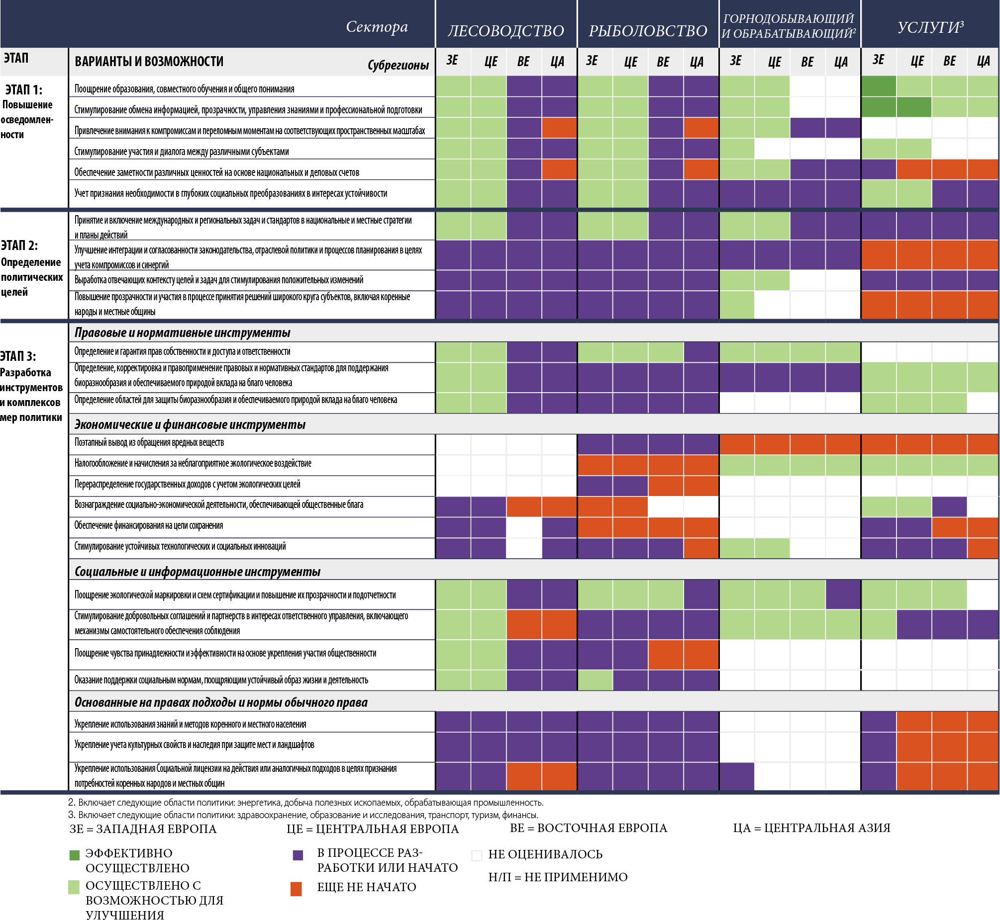 Сектора
ЛЕСОВОДСТВО
РЫБОЛОВСТВО
ГОРНОДОБЫВАЮЩИЙ
И ОБРАБАТЫВАЮЩИЙ2
УСЛУГИ3
ЭТАП
ВАРИАНТЫ И ВОЗМОЖНОСТИ
Субрегионы
ЗЕ ЦЕ ВЕ ЦА ЗЕ ЦЕ ВЕ ЦА ЗЕ ЦЕ ВЕ ЦА ЗЕ ЦЕ ВЕ ЦА
ЭТАП 1:
Повышение
осведомлен-
ности
Поощрение образования, совместного обучения и общего понимания
Стимулирование обмена информацией, прозрачности, управления знаниями и профессиональной подготовки
Привлечение внимания к компромиссам и переломным моментам на соответствующих пространственных масштабах
Стимулирование участия и диалога между различными субъектами
Обеспечение заметности различных ценностей на основе национальных и деловых счетов
Учет признания необходимости в глубоких социальных преобразованиях в интересах устойчивости
ЭТАП 2:
Определение
политических
целей
Принятие и включение международных и региональных задач и стандартов в национальные и местные стратегии
и планы действий
Улучшение интеграции и согласованности законодательства, отраслевой политики и процессов планирования в целях
учета компромиссов и синергий
Выработка отвечающих контексту целей и задач для стимулирования положительных изменений
Повышение прозрачности и участия в процессе принятия решений широкого круга субъектов, включая коренные
народы и местные общины
ЭТАП 3:
Разработка
инструментов
и комплексов
мер политики
Правовые и нормативные инструменты
Определение и гарантия прав собственности и доступа и ответственности
Определение, корректировка и правоприменение правовых и нормативных стандартов для поддержания
биоразнообразия и обеспечиваемого природой вклада на благо человека
Определение областей для защиты биоразнообразия и обеспечиваемого природой вклада на благо человека
Экономические и финансовые инструменты
Поэтапный вывод из обращения вредных веществ
Налогообложение и начисления за неблагоприятное экологическое воздействие
Перераспределение государственных доходов с учетом экологических целей
Вознаграждение социально-экономической деятельности, обеспечивающей общественные блага
Обеспечение финансирования на цели сохранения
Стимулирование устойчивых технологических и социальных инноваций
Социальные и информационные инструменты
Поощрение экологической маркировки и схем сертификации и повышение их прозрачности и подотчетности
Стимулирование добровольных соглашений и партнерств в интересах ответственного управления, включающего
механизмы самостоятельного обеспечения соблюдения
Поощрение чувства принадлежности и эффективности на основе укрепления участия общественности
Оказание поддержки социальным нормам, поощряющим устойчивый образ жизни и деятельность
Основанные на правах подходы и нормы обычного права
Укрепление использования знаний и методов коренного и местного населения
Укрепление учета культурных свойств и наследия при защите мест и ландшафтов
Укрепление использования Социальной лицензии на действия или аналогичных подходов в целях признания
потребностей коренных народов и местных общин
2. Включает следующие области политики: энергетика, добыча полезных ископаемых, обрабатывающая промышленность.
3. Включает следующие области политики: здравоохранение, образование и исследования, транспорт, туризм, финансы.
ЗЕ = ЗАПАДНАЯ ЕВРОПА
ЦЕ = ЦЕНТРАЛЬНАЯ ЕВРОПА
ВЕ = ВОСТОЧНАЯ ЕВРОПА
ЦА = ЦЕНТРАЛЬНАЯ АЗИЯ
ЭФФЕКТИВНО
ОСУЩЕСТВЛЕНО
ОСУЩЕСТВЛЕНО С
ВОЗМОЖНОСТЬЮ ДЛЯ
УЛУЧШЕНИЯ
В ПРОЦЕССЕ РАЗ-
РАБОТКИ ИЛИ НАЧАТО
ЕЩЕ НЕ НАЧАТО
НЕ ОЦЕНИВАЛОСЬ
Н/П = НЕ ПРИМЕНИМО